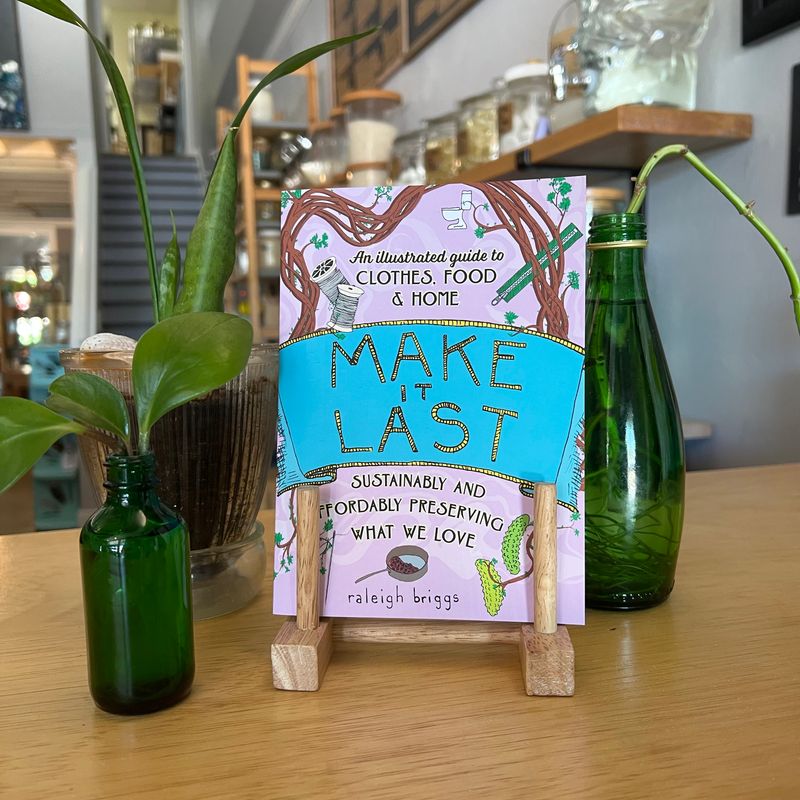 An illustrated guide to
CLOTHES, FOOD
& HOME
MAKE
IT
LAST
SUSTAINABLY AND
FFORDABLY PRESERVING
WHAT WE LOVE
raleigh briggs